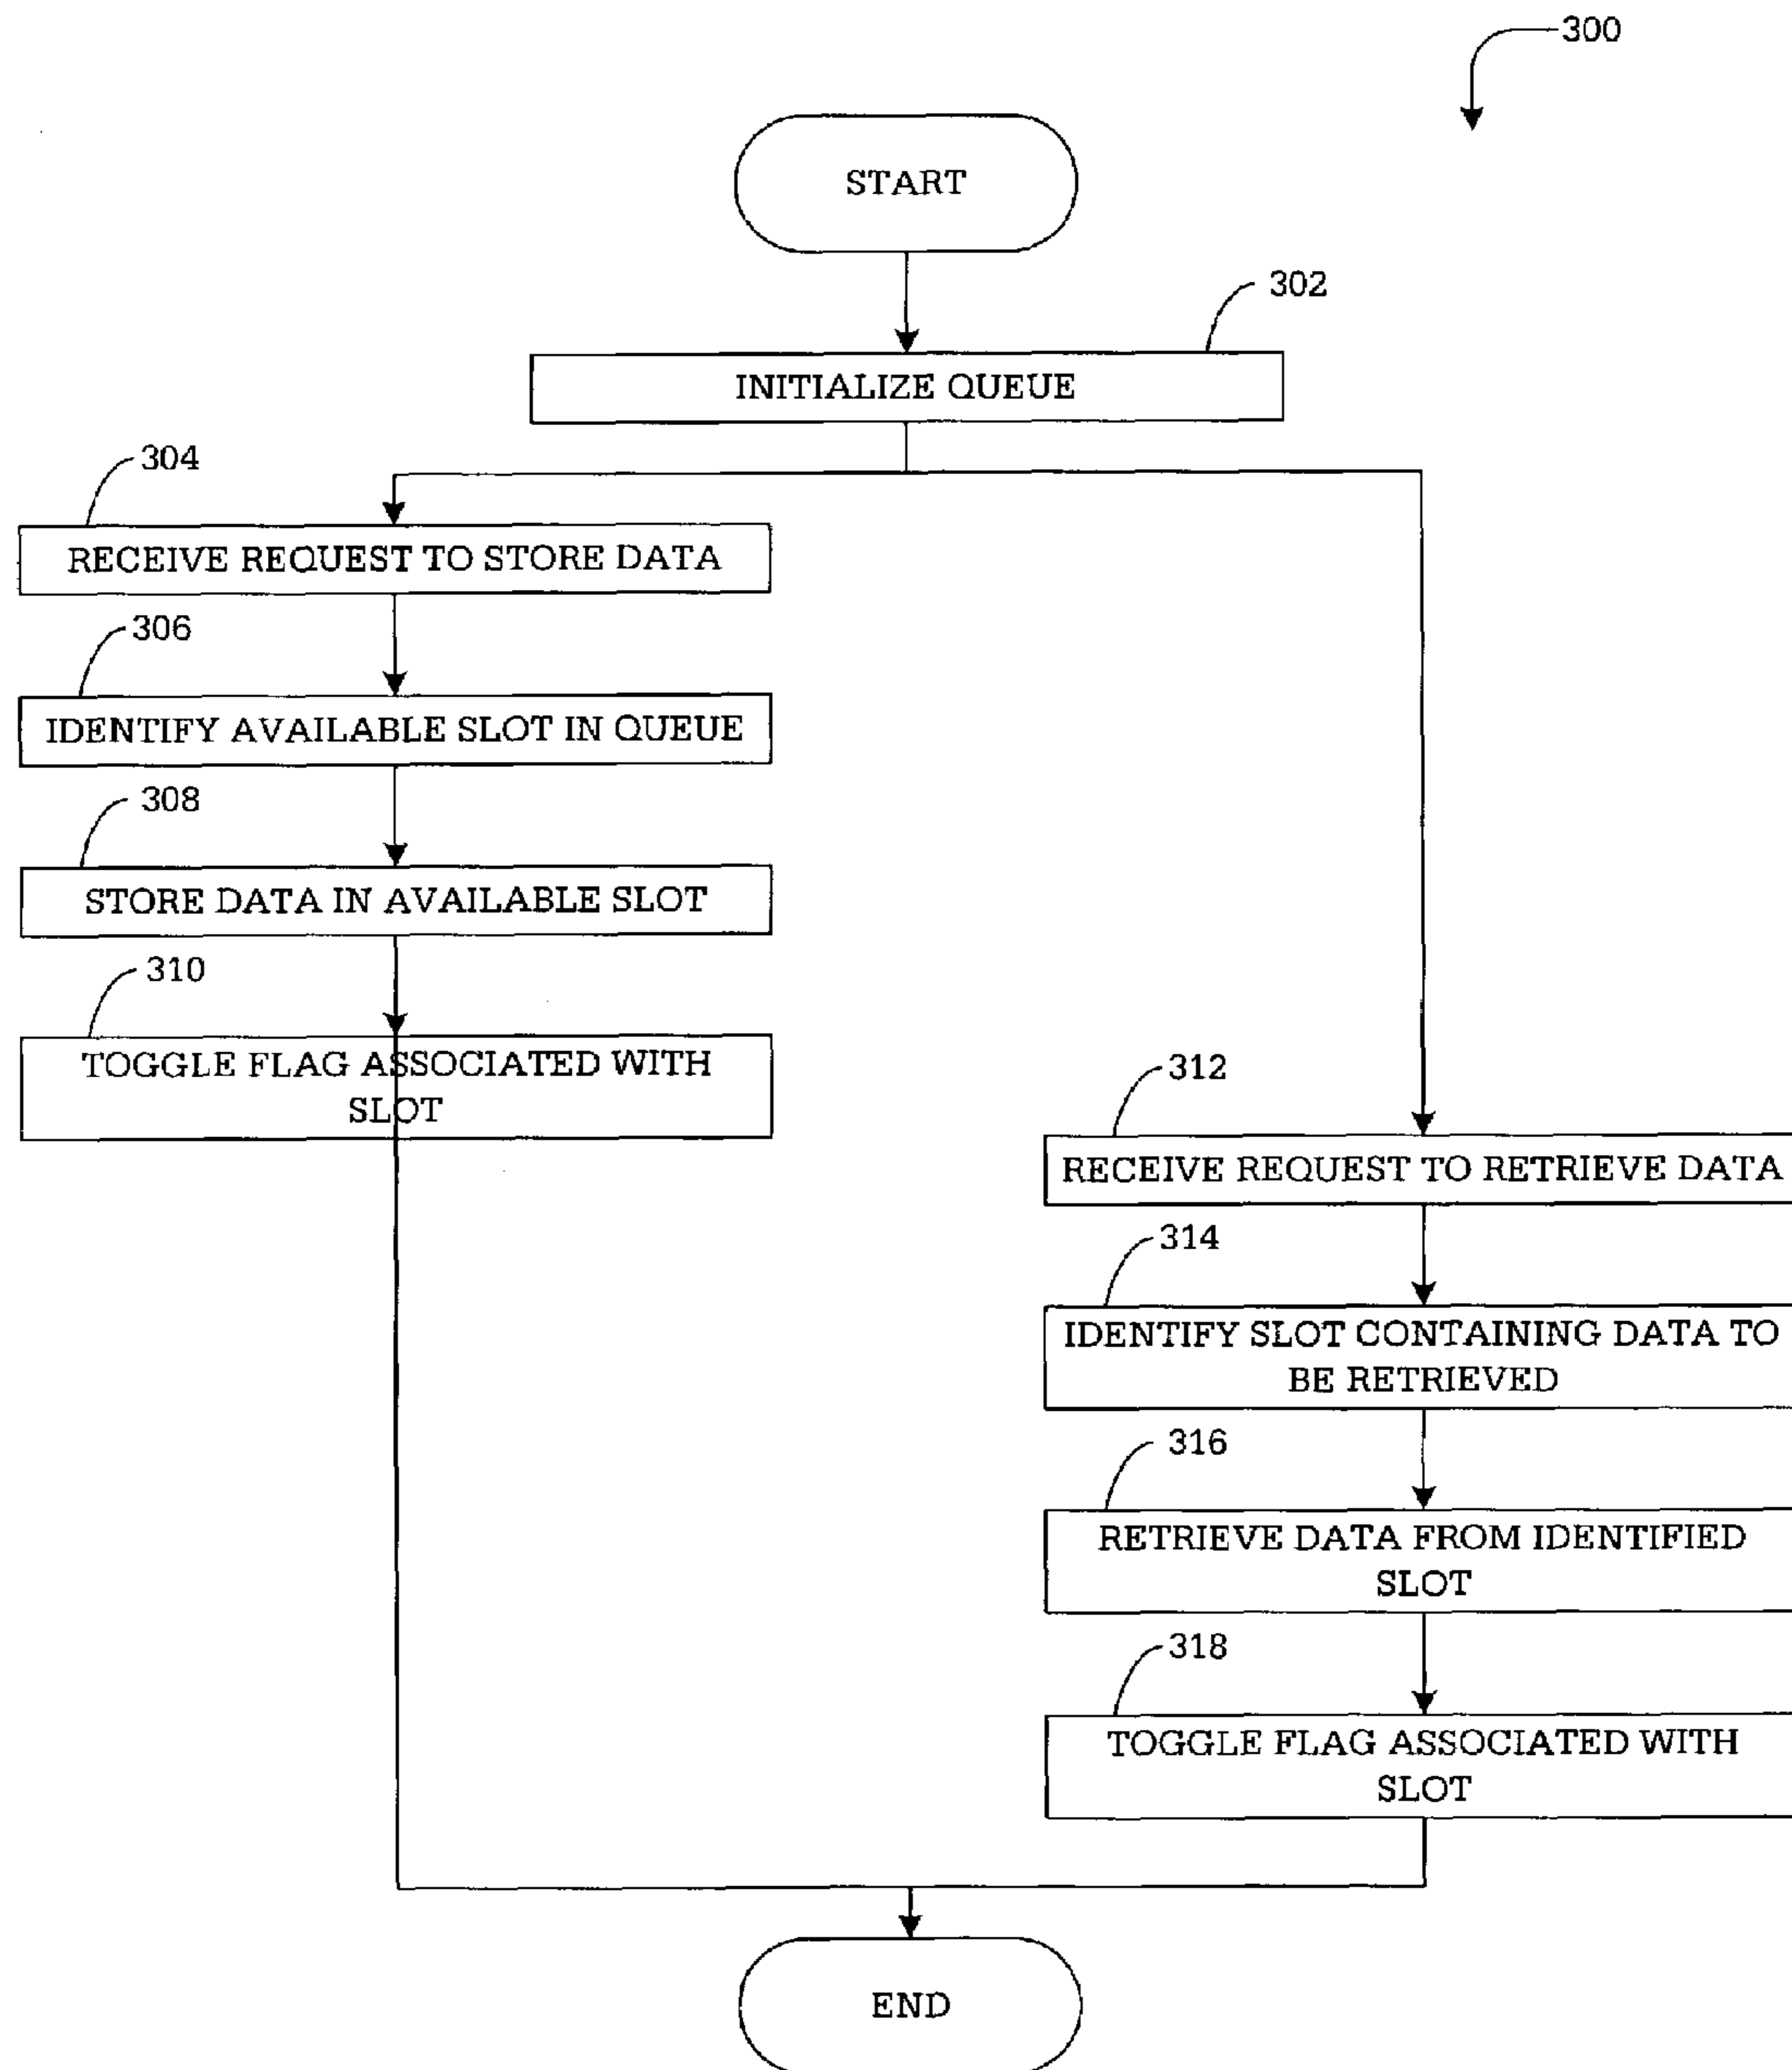 300
START
302
INITIALIZE QUEUE
304
RECEIVE REQUEST TO STORE DATA
306
IDENTIFY AVAILABLE SLOT IN QUEUE
308
STORE DATA IN AVAILABLE SLOT
310
TOGGLE FLAG ASSOCIATED WITH
SLOT
312
RECEIVE REQUEST TO RETRIEVE DATA
314
IDENTIFY SLOT CONTAINING DATA TO
BE RETRIEVED
316
RETRIEVE DATA FROM IDENTIFIED
SLOT
318
TOGGLE FLAG ASSOCIATED WITH
SLOT
END